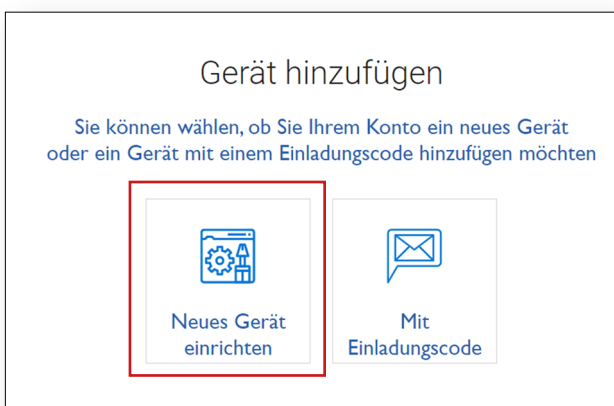 Gerät hinzufügen
Sie können wählen, ob Sie Ihrem Konto ein neues Gerät
oder ein Gerät mit einem Einladungscode hinzufügen möchten
Neues Gerät
einrichten
Mit
Einladungscode